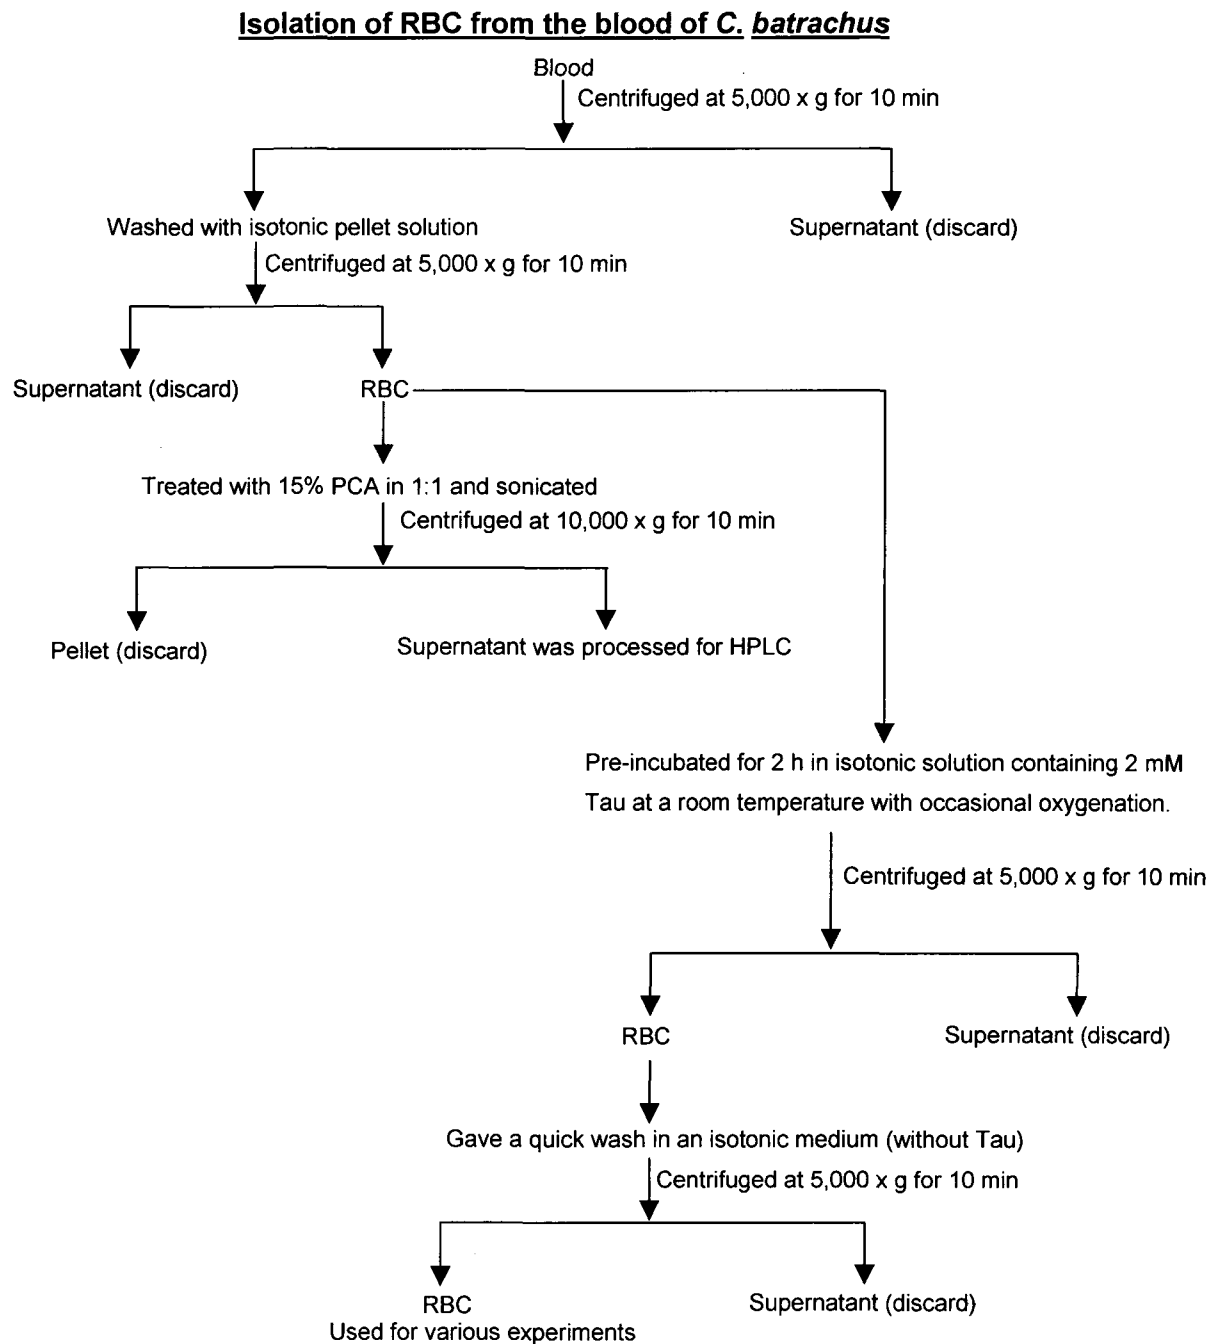 Isolation of RBC from the blood of C. batrachus
Blood
Centrifuged at 5,000 x g for 10 min
Washed with isotonic pellet solution
Supernatant (discard)
Centrifuged at 5,000 x g for 10 min
Supernatant (discard)
RBC
Treated with 15% PCA in 1:1 and sonicated
Centrifuged at 10,000 x g for 10 min
Pellet (discard)
Supernatant was processed for HPLC
Pre-incubated for 2 h in isotonic solution containing 2 mM
Tau at a room temperature with occasional oxygenation.
Centrifuged at 5,000 x g for 10 min
RBC
Supernatant (discard)
Gave a quick wash in an isotonic medium (without Tau)
Centrifuged at 5,000 x g for 10 min
RBC
Used for various experiments
Supernatant (discard)